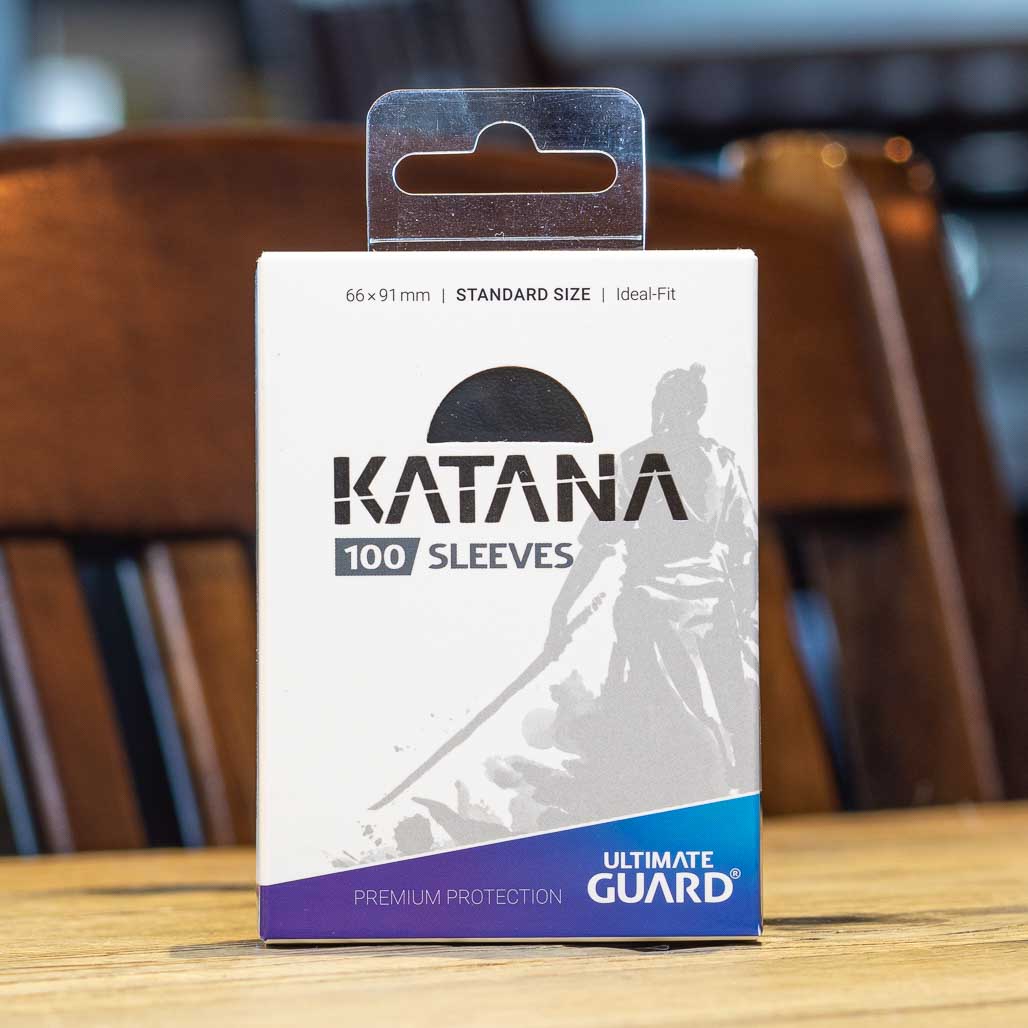 66 × 91 mm | STANDARD SIZE | Ideal-Fit
KATANA
100 SLEEVES
ULTIMATE
GUARD®
PREMIUM PROTECTION